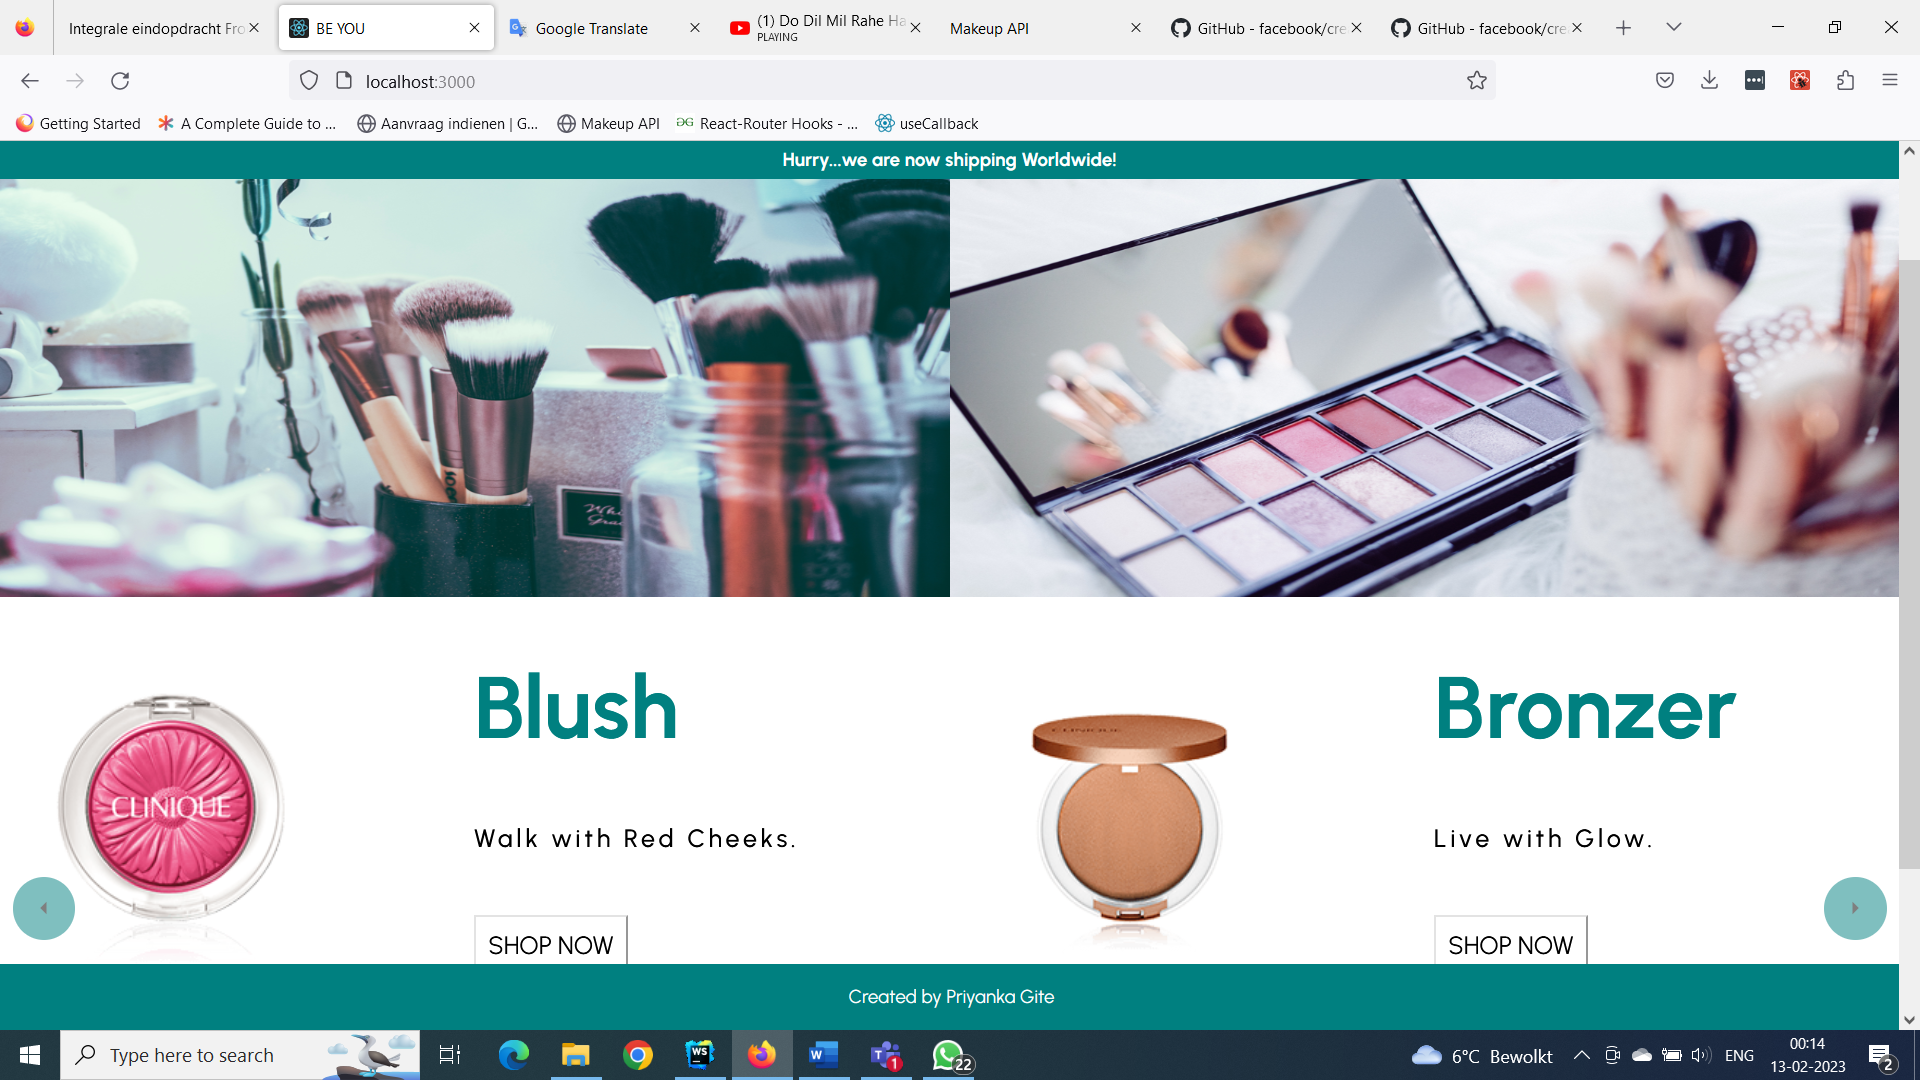 Integrale eindopdracht Fro
BE YOU
Google Translate
(1) Do Dil Mil Rahe Ha
PLAYING
Makeup API
GitHub - facebook/cre
GitHub - facebook/cre
localhost:3000
Getting Started
A Complete Guide to ...
Aanvraag indienen | G...
Makeup API
React-Router Hooks - ...
useCallback
Hurry...we are now shipping Worldwide!
Blush
Bronzer
CLINIQUE
CLINIQUE
Walk with Red Cheeks.
Live with Glow.
SHOP NOW
SHOP NOW
Created by Priyanka Gite
Type here to search
WS
W
T
1
22
6°C Bewolkt
ENG
00:14
13-02-2023
2